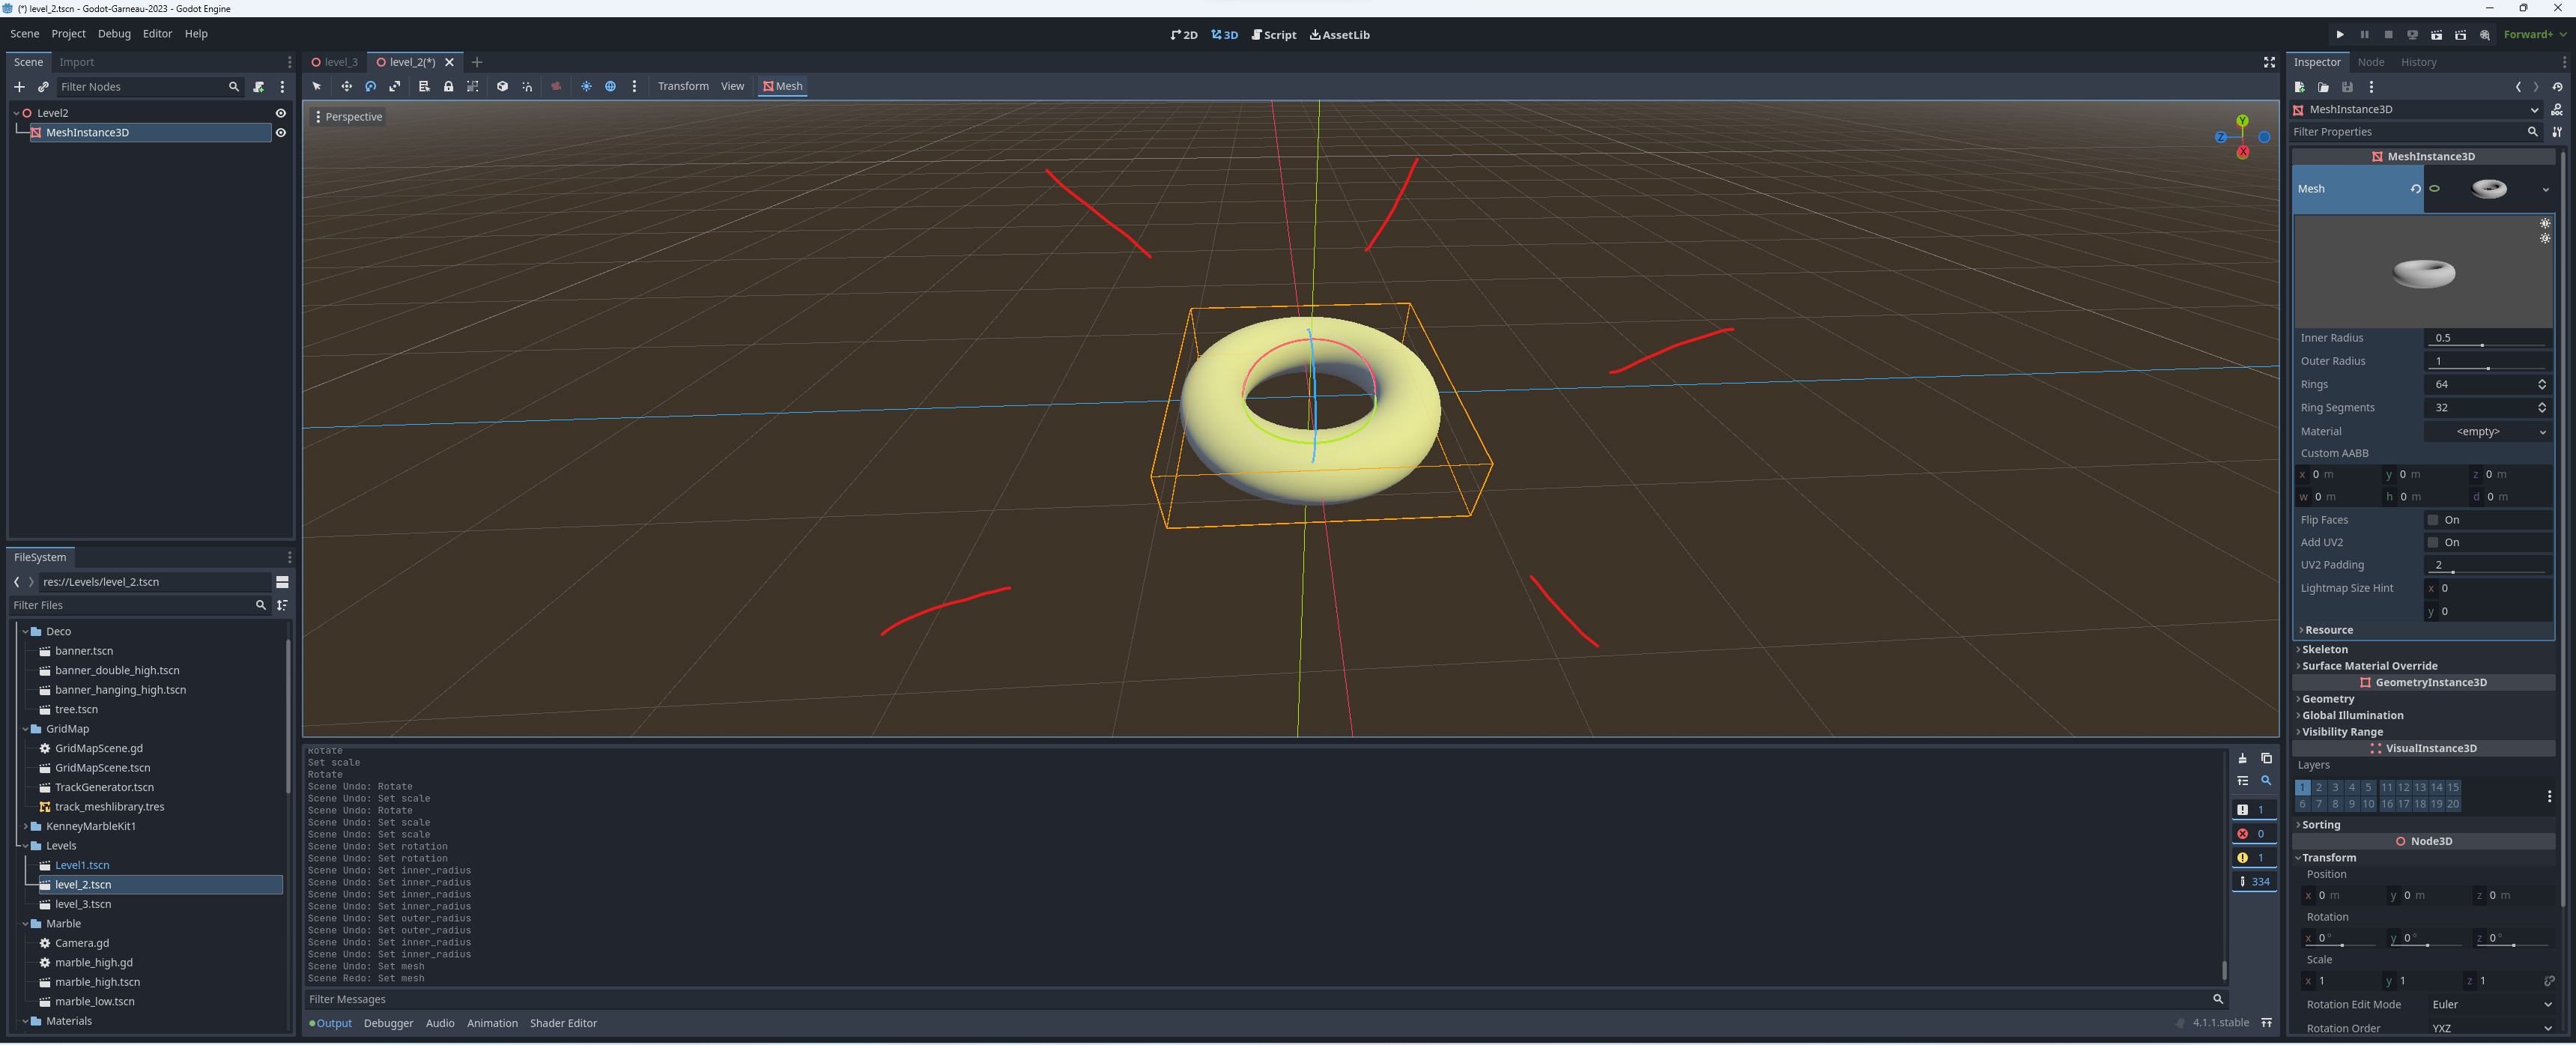 (*) level_2.tscn - Godot-Garneau-2023 - Godot Engine
Scene Project Debug Editor Help
2D 3D Script AssetLib
Forward+
Scene Import
Filter Nodes
Level2
MeshInstance3D
level_3 level_2(*)
Transform View Mesh
Perspective
Y
Z
X
FileSystem
res://Levels/level_2.tscn
Filter Files
Deco
banner.tscn
banner_double_high.tscn
banner_hanging_high.tscn
tree.tscn
GridMap
GridMapScene.gd
GridMapScene.tscn
TrackGenerator.tscn
track_meshlibrary.tres
KenneyMarbleKit1
Levels
Level1.tscn
level_2.tscn
level_3.tscn
Marble
Camera.gd
marble_high.gd
marble_high.tscn
marble_low.tscn
Materials
Rotate
Set scale
Rotate
Scene Undo: Rotate
Scene Undo: Set scale
Scene Undo: Rotate
Scene Undo: Set scale
Scene Undo: Set scale
Scene Undo: Set rotation
Scene Undo: Set rotation
Scene Undo: Set inner_radius
Scene Undo: Set inner_radius
Scene Undo: Set inner_radius
Scene Undo: Set inner_radius
Scene Undo: Set outer_radius
Scene Undo: Set outer_radius
Scene Undo: Set inner_radius
Scene Undo: Set inner_radius
Scene Undo: Set mesh
Scene Redo: Set mesh
1
0
1
334
Filter Messages
Output Debugger Audio Animation Shader Editor
4.1.1.stable
Inspector Node History
MeshInstance3D
Filter Properties
MeshInstance3D
Mesh
Inner Radius 0.5
Outer Radius 1
Rings 64
Ring Segments 32
Material <empty>
Custom AABB
x 0 m y 0 m z 0 m
w 0 m h 0 m d 0 m
Flip Faces On
Add UV2 On
UV2 Padding 2
Lightmap Size Hint x 0
y 0
Resource
Skeleton
Surface Material Override
GeometryInstance3D
Geometry
Global Illumination
Visibility Range
VisualInstance3D
Layers
1 2 3 4 5 11 12 13 14 15
6 7 8 9 10 16 17 18 19 20
Sorting
Node3D
Transform
Position
x 0 m y 0 m z 0 m
Rotation
x 0 ° y 0 ° z 0 °
Scale
x 1 y 1 z 1
Rotation Edit Mode Euler
Rotation Order YXZ